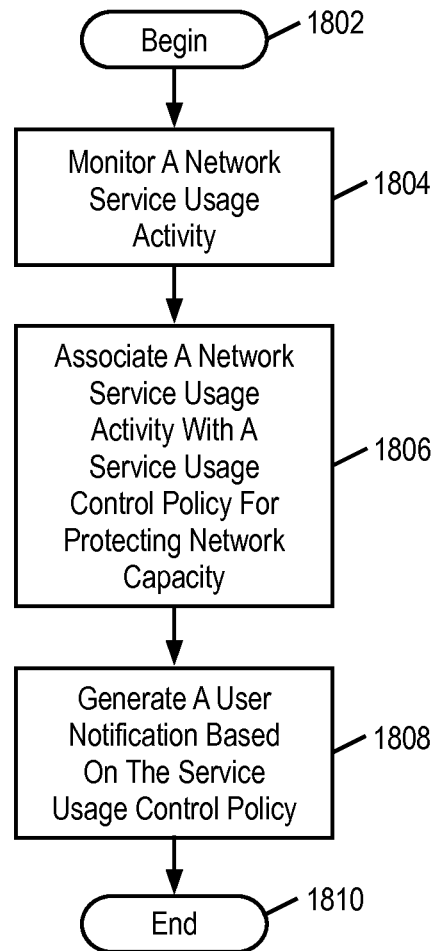 Begin
1802
Monitor A Network
Service Usage
Activity
1804
Associate A Network
Service Usage
Activity With A
Service Usage
Control Policy For
Protecting Network
Capacity
1806
Generate A User
Notification Based
On The Service
Usage Control Policy
1808
End
1810